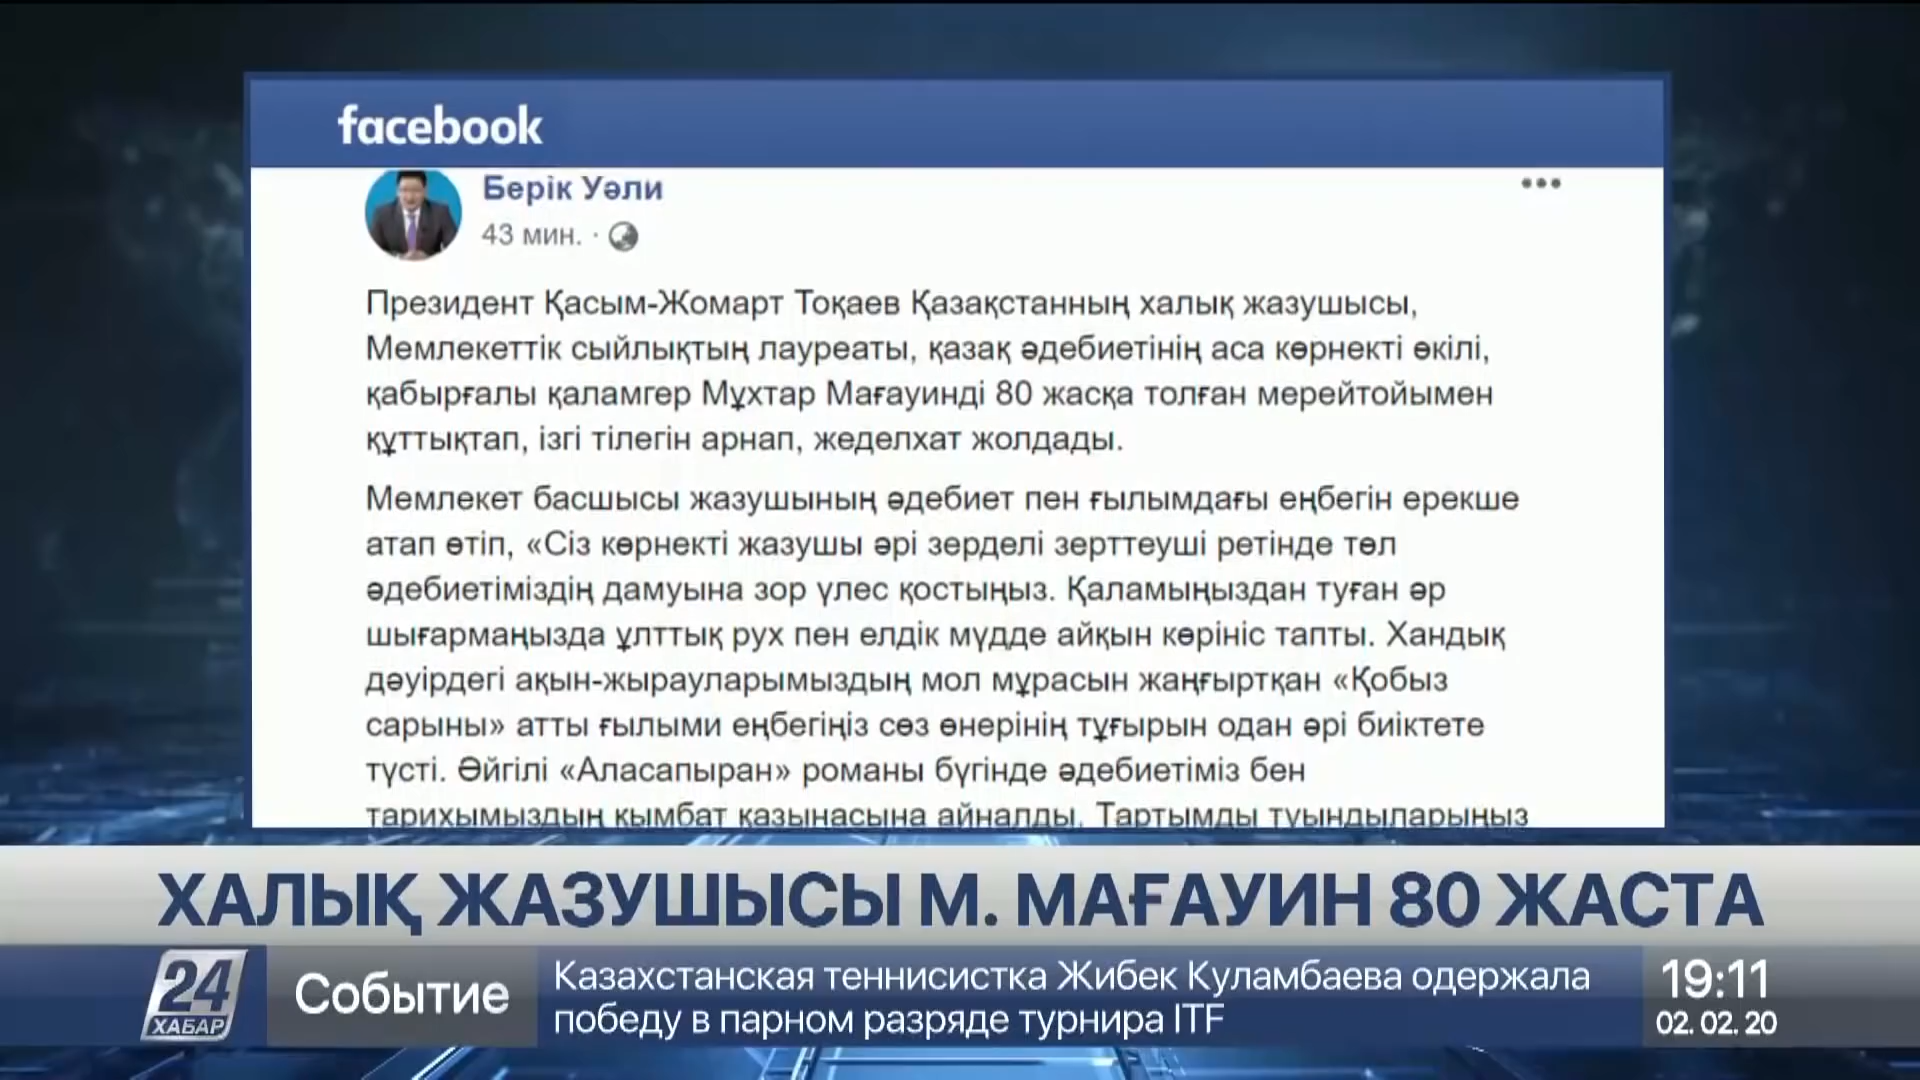 facebook
Берік Уәли
43 мин. ·
Президент Қасым-Жомарт Тоқаев Қазақстанның халық жазушысы,
Мемлекеттік сыйлықтың лауреаты, қазақ әдебиетінің аса көрнекті өкілі,
қабырғалы қаламгер Мұхтар Мағауинді 80 жасқа толған мерейтойымен
құттықтап, ізгі тілегін арнап, жеделхат жолдады.
Мемлекет басшысы жазушының әдебиет пен ғылымдағы еңбегін ерекше
атап өтіп, «Сіз көрнекті жазушы әрі зерделі зерттеуші ретінде төл
әдебиетіміздің дамуына зор үлес қостыңыз. Қаламыңыздан туған әр
шығармаңызда ұлттық рух пен елдік мүдде айқын көрініс тапты. Хандық
дәуірдегі ақын-жырауларымыздың мол мұрасын жаңғыртқан «Қобыз
сарыны» атты ғылыми еңбегіңіз сөз өнерінің тұғырын одан әрі биіктете
түсті. Әйгілі «Аласапыран» романы бүгінде әдебиетіміз бен
тарихымыздың қымбат қазынасына айналды. Тартымды туындыларыңыз
ХАЛЫҚ ЖАЗУШЫСЫ М. МАҒАУИН 80 ЖАСТА
24
ХАБАР
Событие
Казахстанская теннисистка Жибек Куламбаева одержала
победу в парном разряде турнира ITF
19:11
02. 02. 20